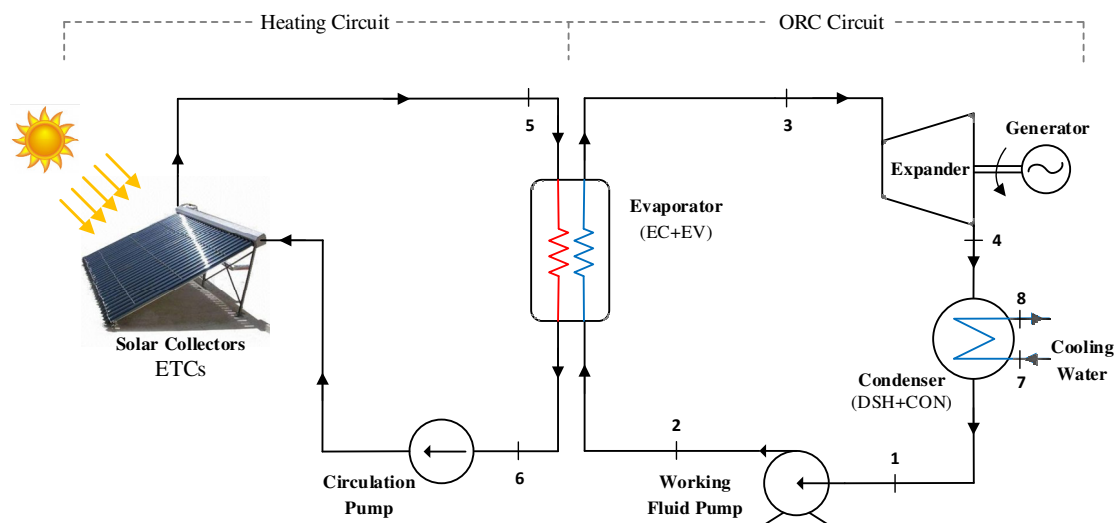 Heating Circuit
ORC Circuit
5
3
Generator
Expander
Evaporator
(EC+EV)
4
8
Solar Collectors
ETCs
Cooling
Water
7
Condenser
(DSH+CON)
2
1
6
Circulation
Pump
Working
Fluid Pump